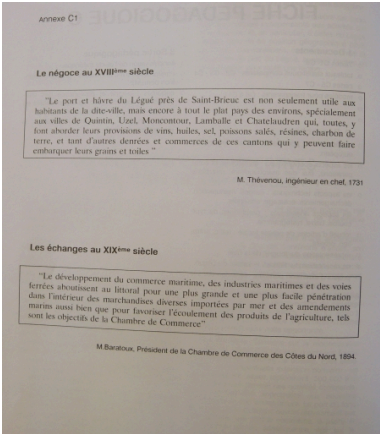 Annexe C1
Le négoce au XVIIIème siècle
"Le port et hâvre du Légué près de Saint-Brieuc est non seulement utile aux
habitants de la dite-ville, mais encore à tout le plat pays des environs, spécialement
aux villes de Quintin, Uzel, Moncontour, Lamballe et Chatelaudren qui, toutes, y
font aborder leurs provisions de vins, huiles, sel, poissons salés, résines, charbon de
terre, et tant d'autres denrées et commerces de ces cantons qui y peuvent faire
embarquer leurs grains et toiles "
M. Thévenou, ingénieur en chef, 1731
Les échanges au XIXème siècle
"Le développement du commerce maritime, des industries maritimes et des voies
ferrées aboutissent au littoral pour une plus grande et une plus facile pénétration
dans l'intérieur des marchandises diverses importées par mer et des amendements
marins aussi bien que pour favoriser l'écoulement des produits de l'agriculture, tels
sont les objectifs de la Chambre de Commerce"
M.Baratoux, Président de la Chambre de Commerce des Côtes du Nord, 1894